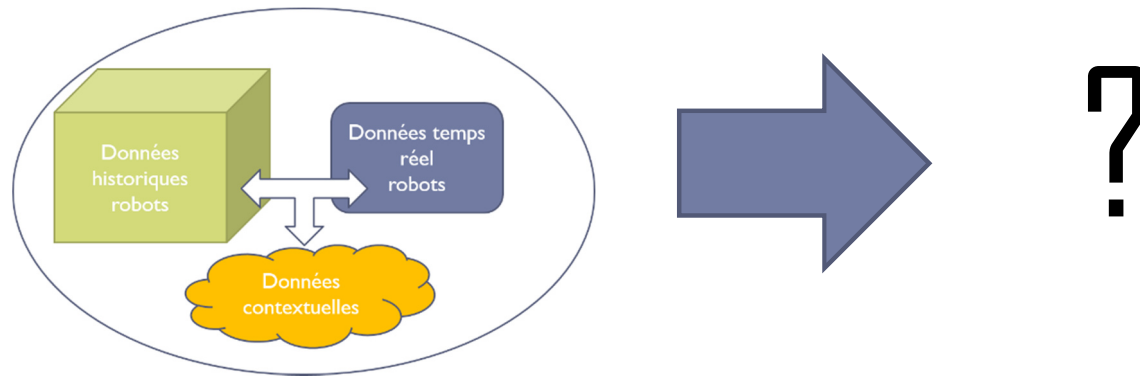 Données
historiques
robots
Données temps
réel
robots
Données
contextuelles
?